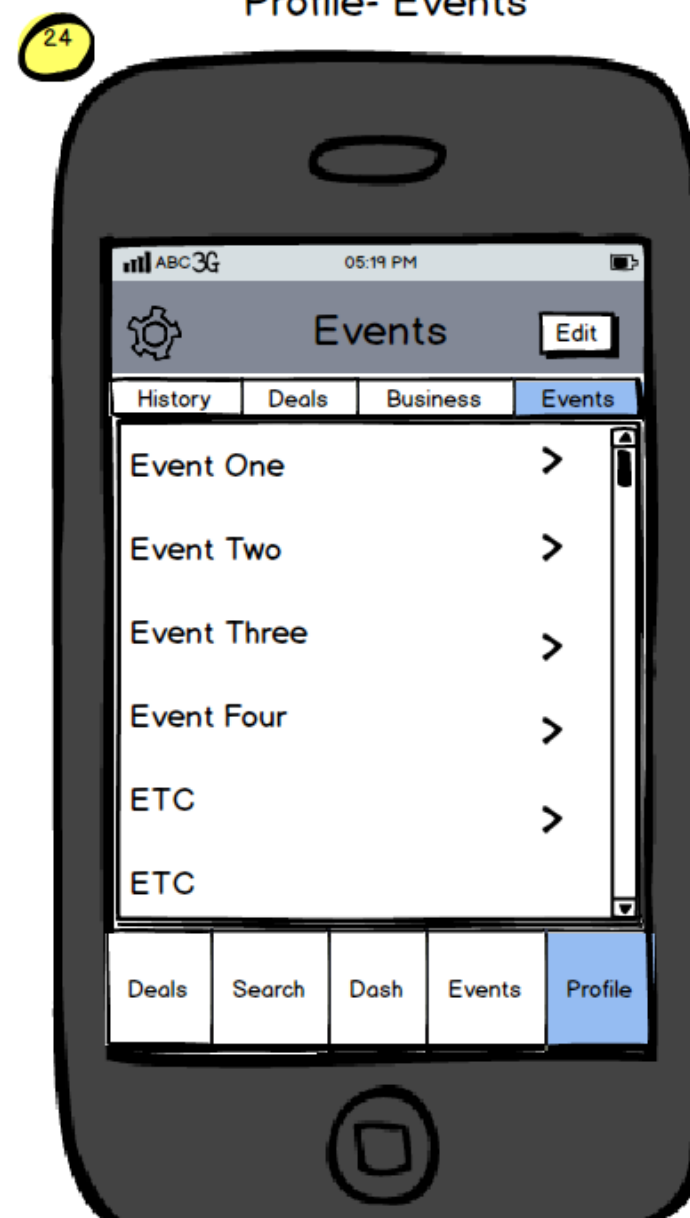 Profile- Events
24
ABC 3G 05:19 PM
Events Edit
History Deals Business Events
Event One >
Event Two >
Event Three >
Event Four >
ETC >
ETC
Deals Search Dash Events Profile